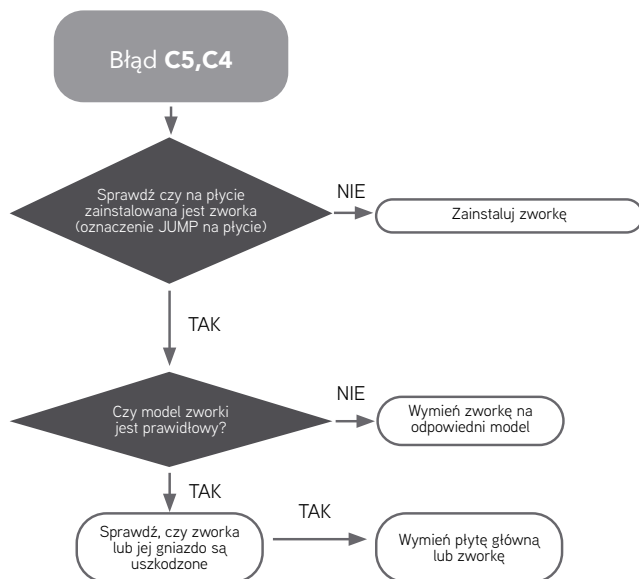 Błąd C5,C4
Sprawdź czy na płycie
zainstalowana jest zworka
(oznaczenie JUMP na płycie)
NIE
Zainstaluj zworkę
TAK
Czy model zworki
jest prawidłowy?
NIE
Wymień zworkę na
odpowiedni model
TAK
Sprawdź, czy zworka
lub jej gniazdo są
uszkodzone
TAK
Wymień płytę główną
lub zworkę